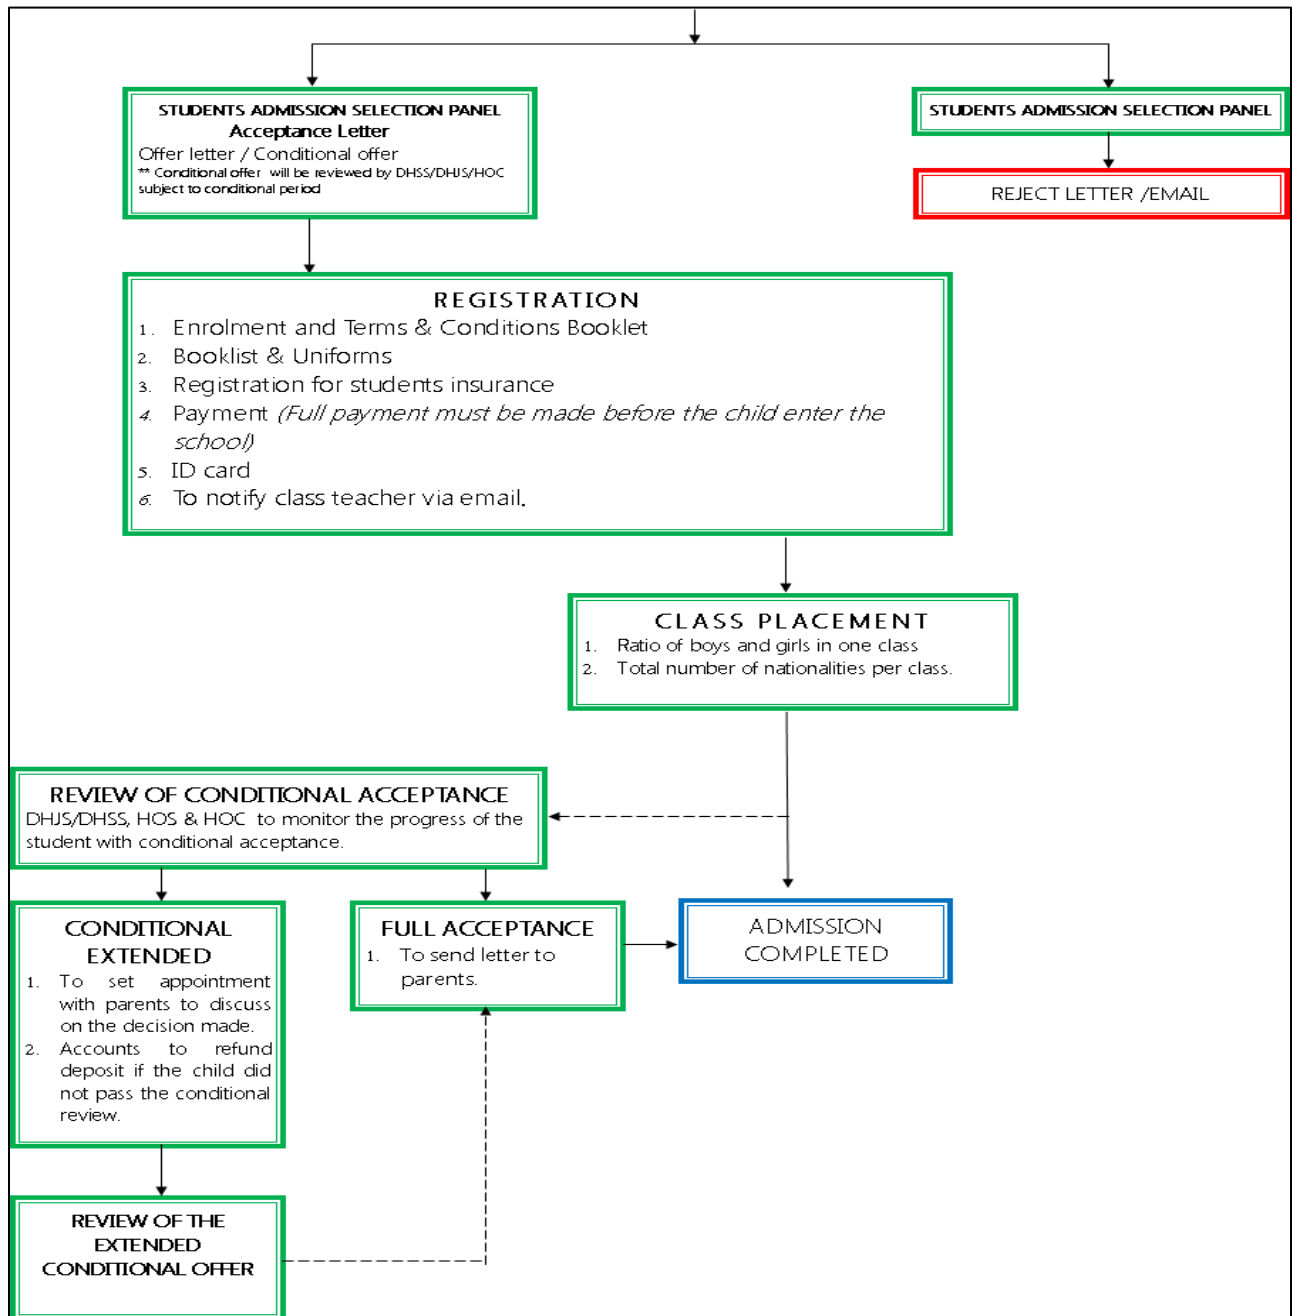 STUDENTS ADMISSION SELECTION PANEL
Acceptance Letter
Offer letter / Conditional offer
** Conditional offer will be reviewed by DHSS/DHJS/HOC
subject to conditional period
STUDENTS ADMISSION SELECTION PANEL
REJECT LETTER /EMAIL
REGISTRATION
1. Enrolment and Terms & Conditions Booklet
2. Booklist & Uniforms
3. Registration for students insurance
4. Payment (Full payment must be made before the child enter the
school)
5. ID card
6. To notify class teacher via email.
CLASS PLACEMENT
1. Ratio of boys and girls in one class
2. Total number of nationalities per class.
REVIEW OF CONDITIONAL ACCEPTANCE
DHJS/DHSS, HOS & HOC to monitor the progress of the
student with conditional acceptance.
CONDITIONAL
EXTENDED
1. To set appointment
with parents to discuss
on the decision made.
2. Accounts to refund
deposit if the child did
not pass the conditional
review.
FULL ACCEPTANCE
1. To send letter to
parents.
ADMISSION
COMPLETED
REVIEW OF THE
EXTENDED
CONDITIONAL OFFER